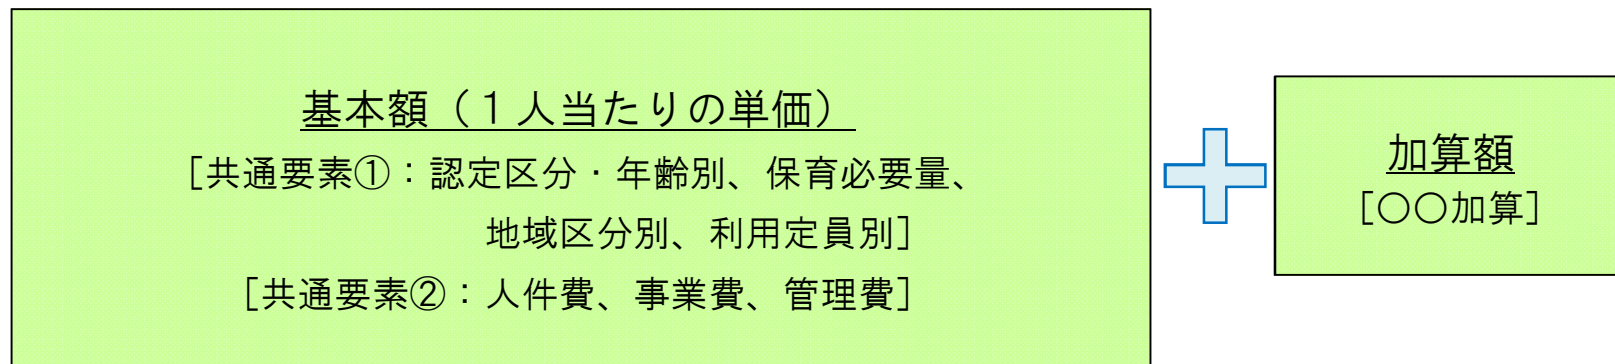 基本額（１人当たりの単価）
［共通要素①：認定区分・年齢別、保育必要量、
地域区分別、利用定員別］
［共通要素②：人件費、事業費、管理費］
加算額
［○○加算］